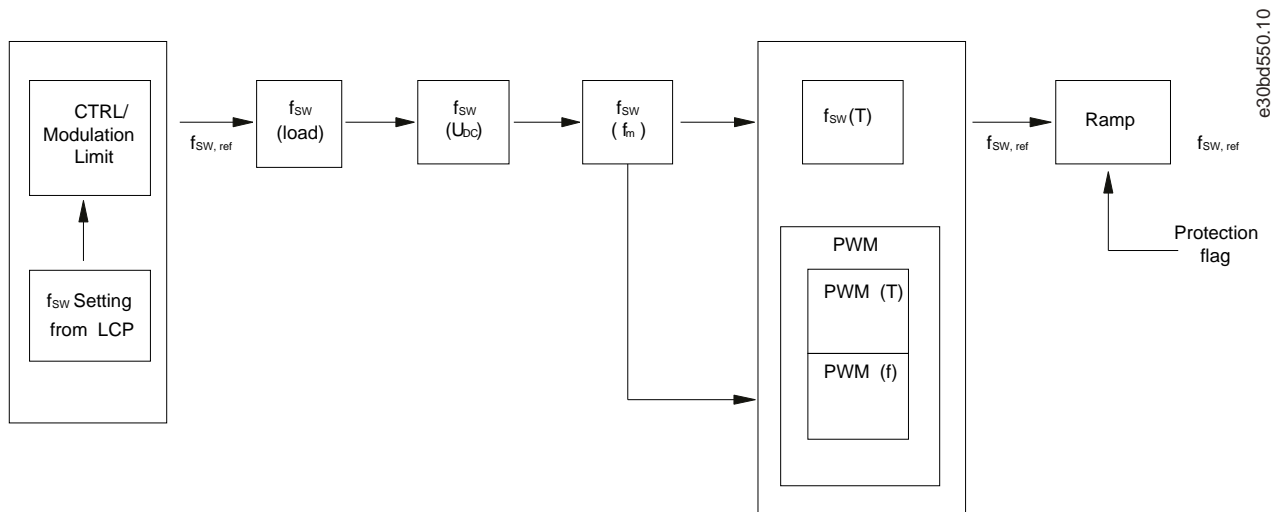 e30bd550.10
CTRL/
Modulation
Limit
fSW Setting
from LCP
fSW, ref
fSW
(load)
fSW
(UDC)
fSW
( fm)
fSW (T)
PWM
PWM (T)
PWM (f)
fSW, ref
Ramp
fSW, ref
Protection
flag